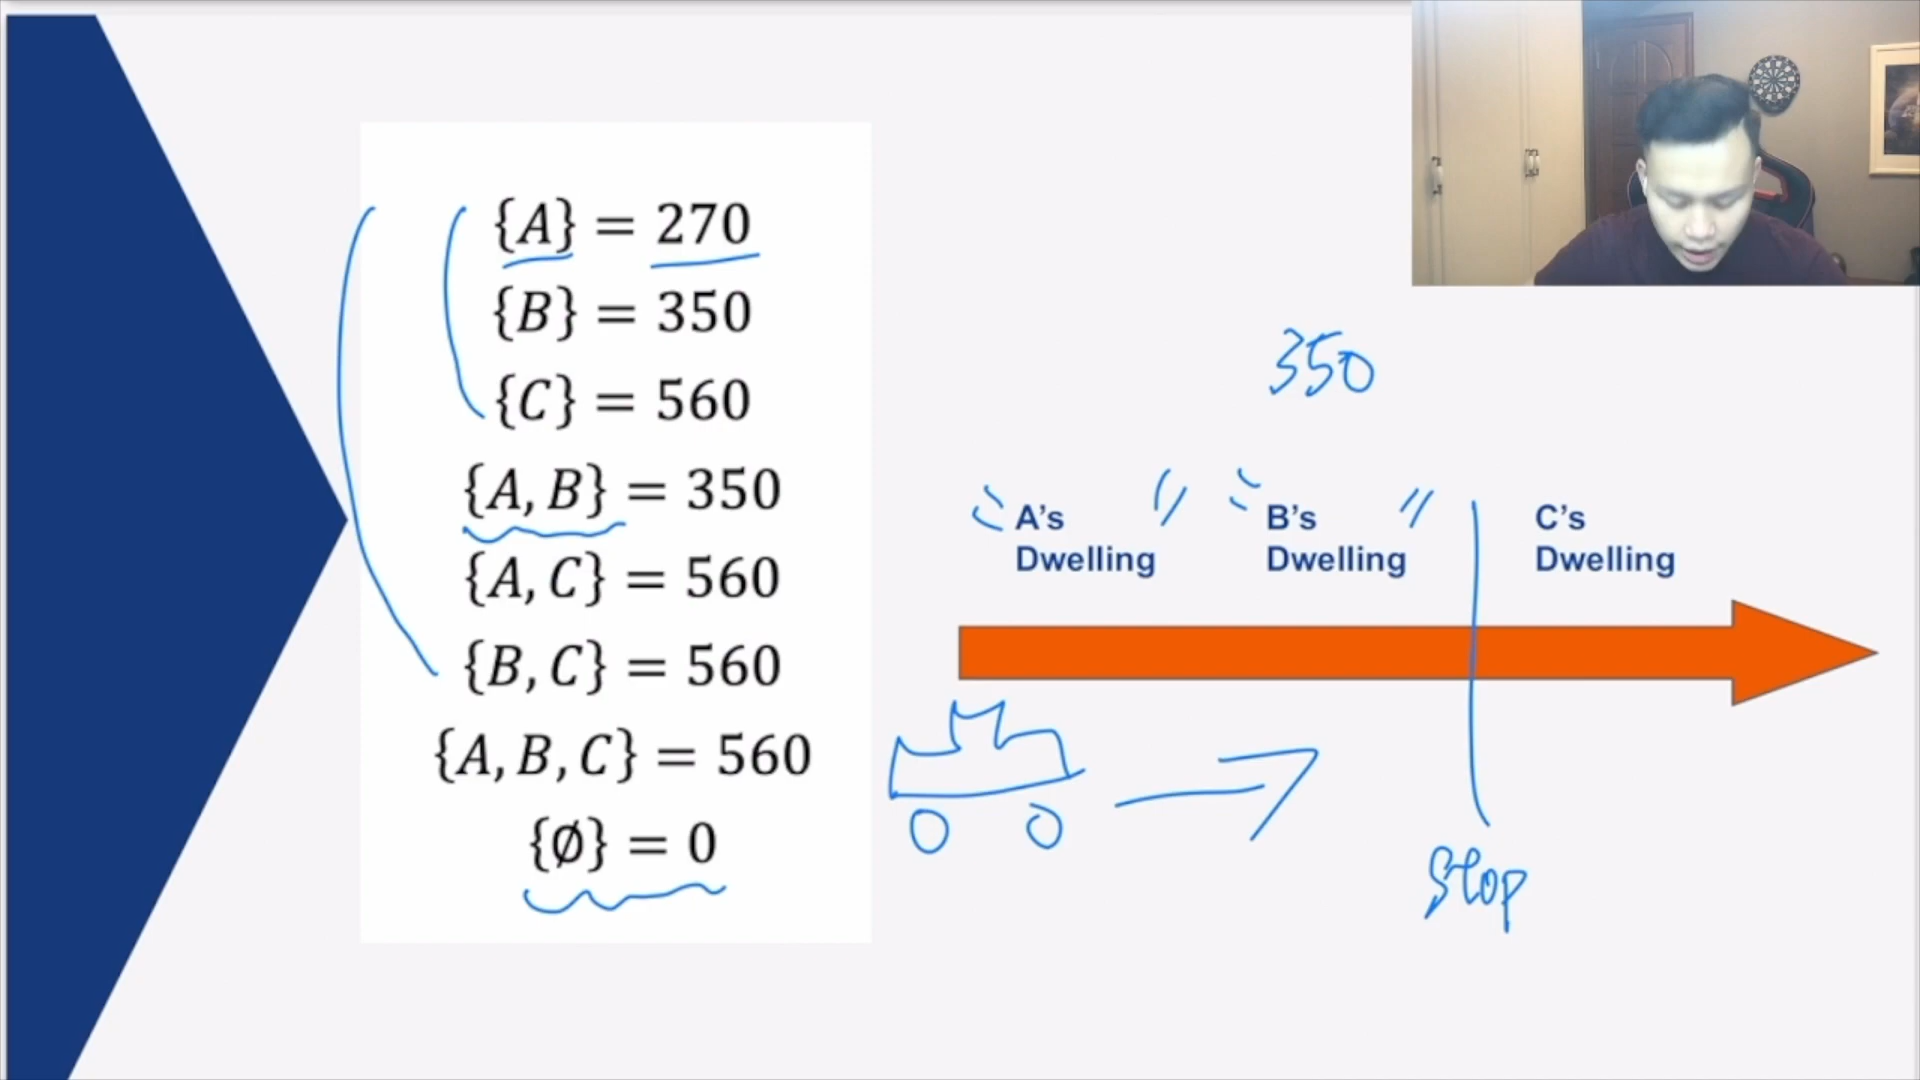 {A} = 270
{B} = 350
{C} = 560
{A, B} = 350
{A, C} = 560
{B, C} = 560
{A, B, C} = 560
{∅} = 0
350
A's
Dwelling
B's
Dwelling
C's
Dwelling
Stop